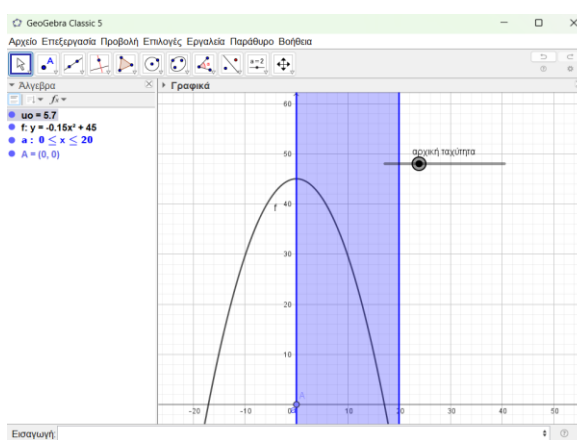 GeoGebra Classic 5
Αρχείο Επεξεργασία Προβολή Επιλογές Εργαλεία Παράθυρο Βοήθεια
A
a=2
Άλγεβρα
Γραφικά
uo = 5.7
f: y = -0.15x² + 45
a : 0 ≤ x ≤ 20
A = (0, 0)
60
αρχική ταχύτητα
50
f
40
30
20
10
A
-20 -10 0 10 20 30 40 50
Εισαγωγή: